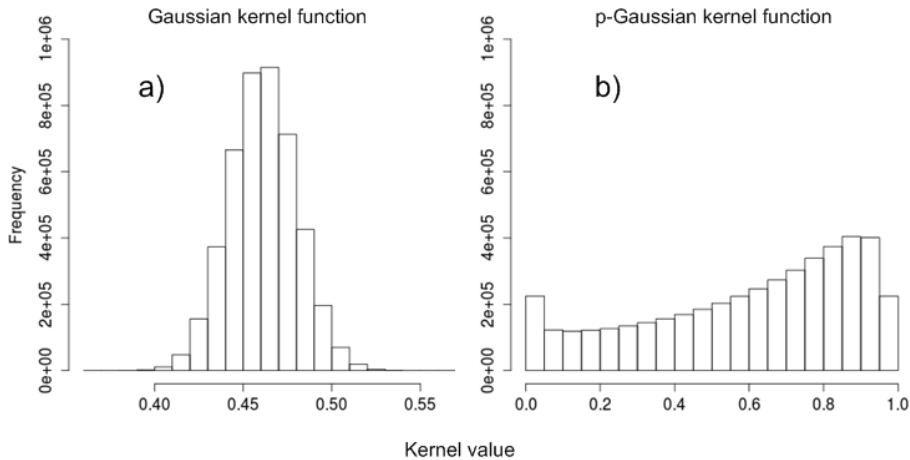 Gaussian kernel function
p-Gaussian kernel function
a)
b)
Frequency
0e+00 2e+05 4e+05 6e+05 8e+05 1e+06
0e+00 2e+05 4e+05 6e+05 8e+05 1e+06
0.40 0.45 0.50 0.55
0.0 0.2 0.4 0.6 0.8 1.0
Kernel value